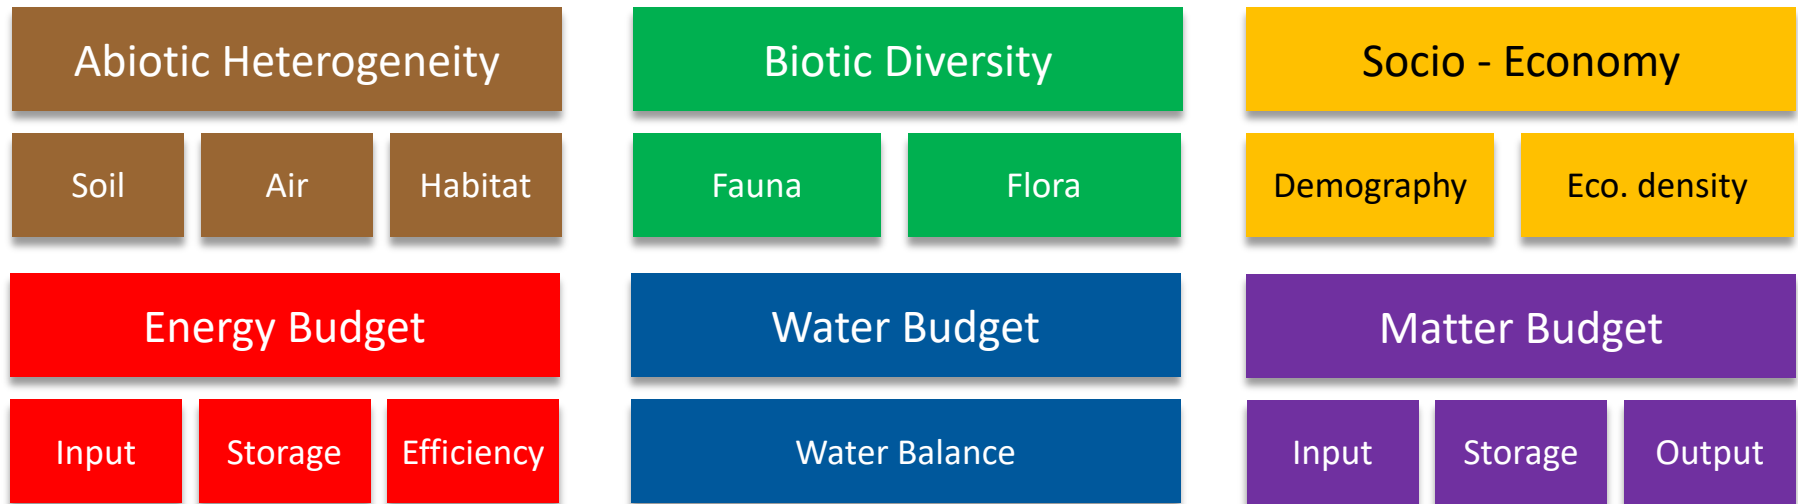 Abiotic Heterogeneity
Biotic Diversity
Socio - Economy
Soil
Air
Habitat
Fauna
Flora
Demography
Eco. density
Energy Budget
Water Budget
Matter Budget
Input
Storage
Efficiency
Water Balance
Input
Storage
Output